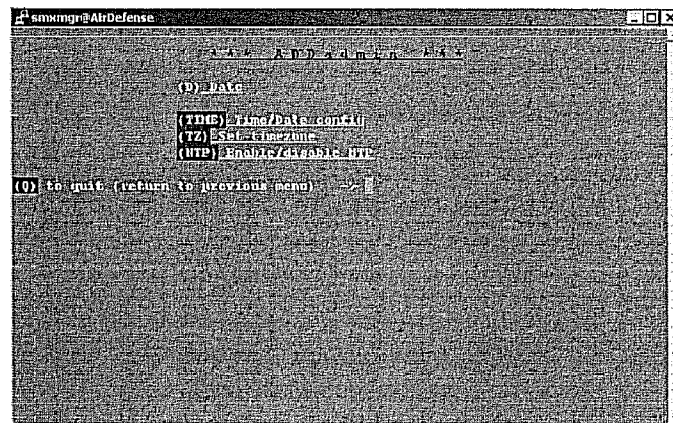 smxmgr@AirDefense
* * * A D D a d m i n * * *
(D) Date
(TIME) Time/Date config
(TZ) Set timezone
(NTP) Enable/disable NTP
(Q) to quit (return to previous menu) -->